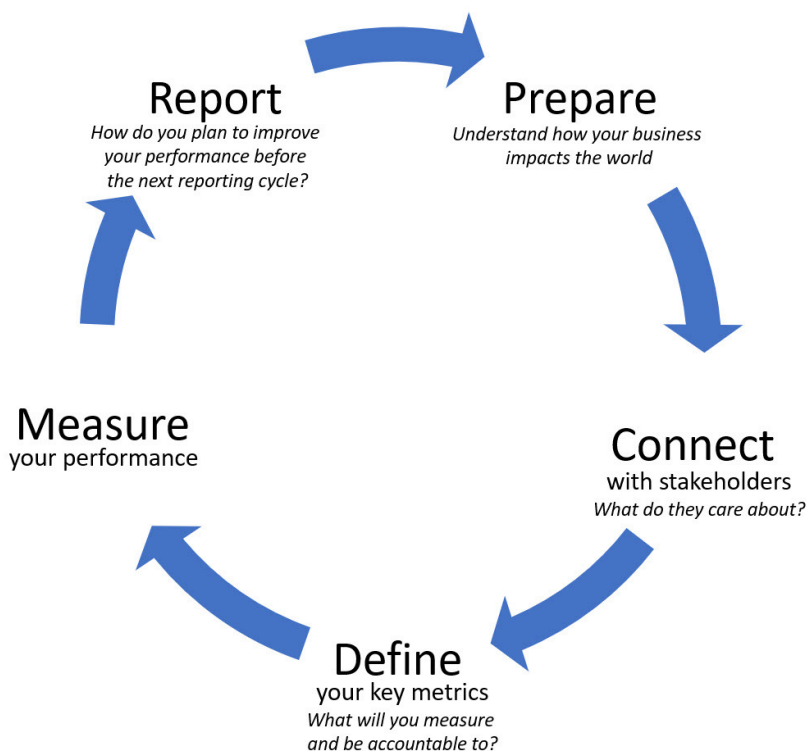 Report
How do you plan to improve
your performance before
the next reporting cycle?
Prepare
Understand how your business
impacts the world
Connect
with stakeholders
What do they care about?
Define
your key metrics
What will you measure
and be accountable to?
Measure
your performance